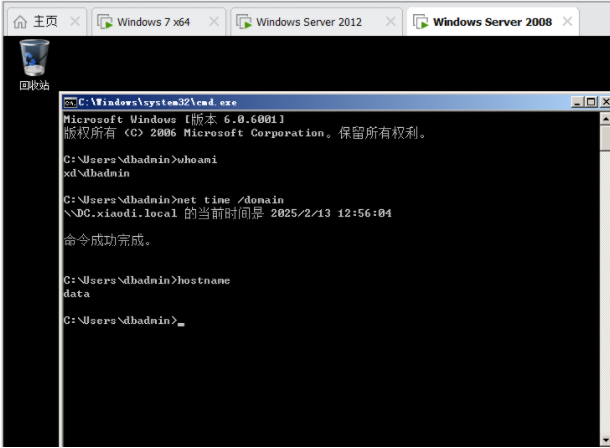 主页
Windows 7 x64
Windows Server 2012
Windows Server 2008
回收站
C:\Windows\system32\cmd.exe
Microsoft Windows [版本 6.0.6001]
版权所有 (C) 2006 Microsoft Corporation。保留所有权利。
C:\Users\dbadmin>whoami
xd\dbadmin
C:\Users\dbadmin>net time /domain
\\DC.xiaodi.local 的当前时间是 2025/2/13 12:56:04
命令成功完成。
C:\Users\dbadmin>hostname
data
C:\Users\dbadmin>_